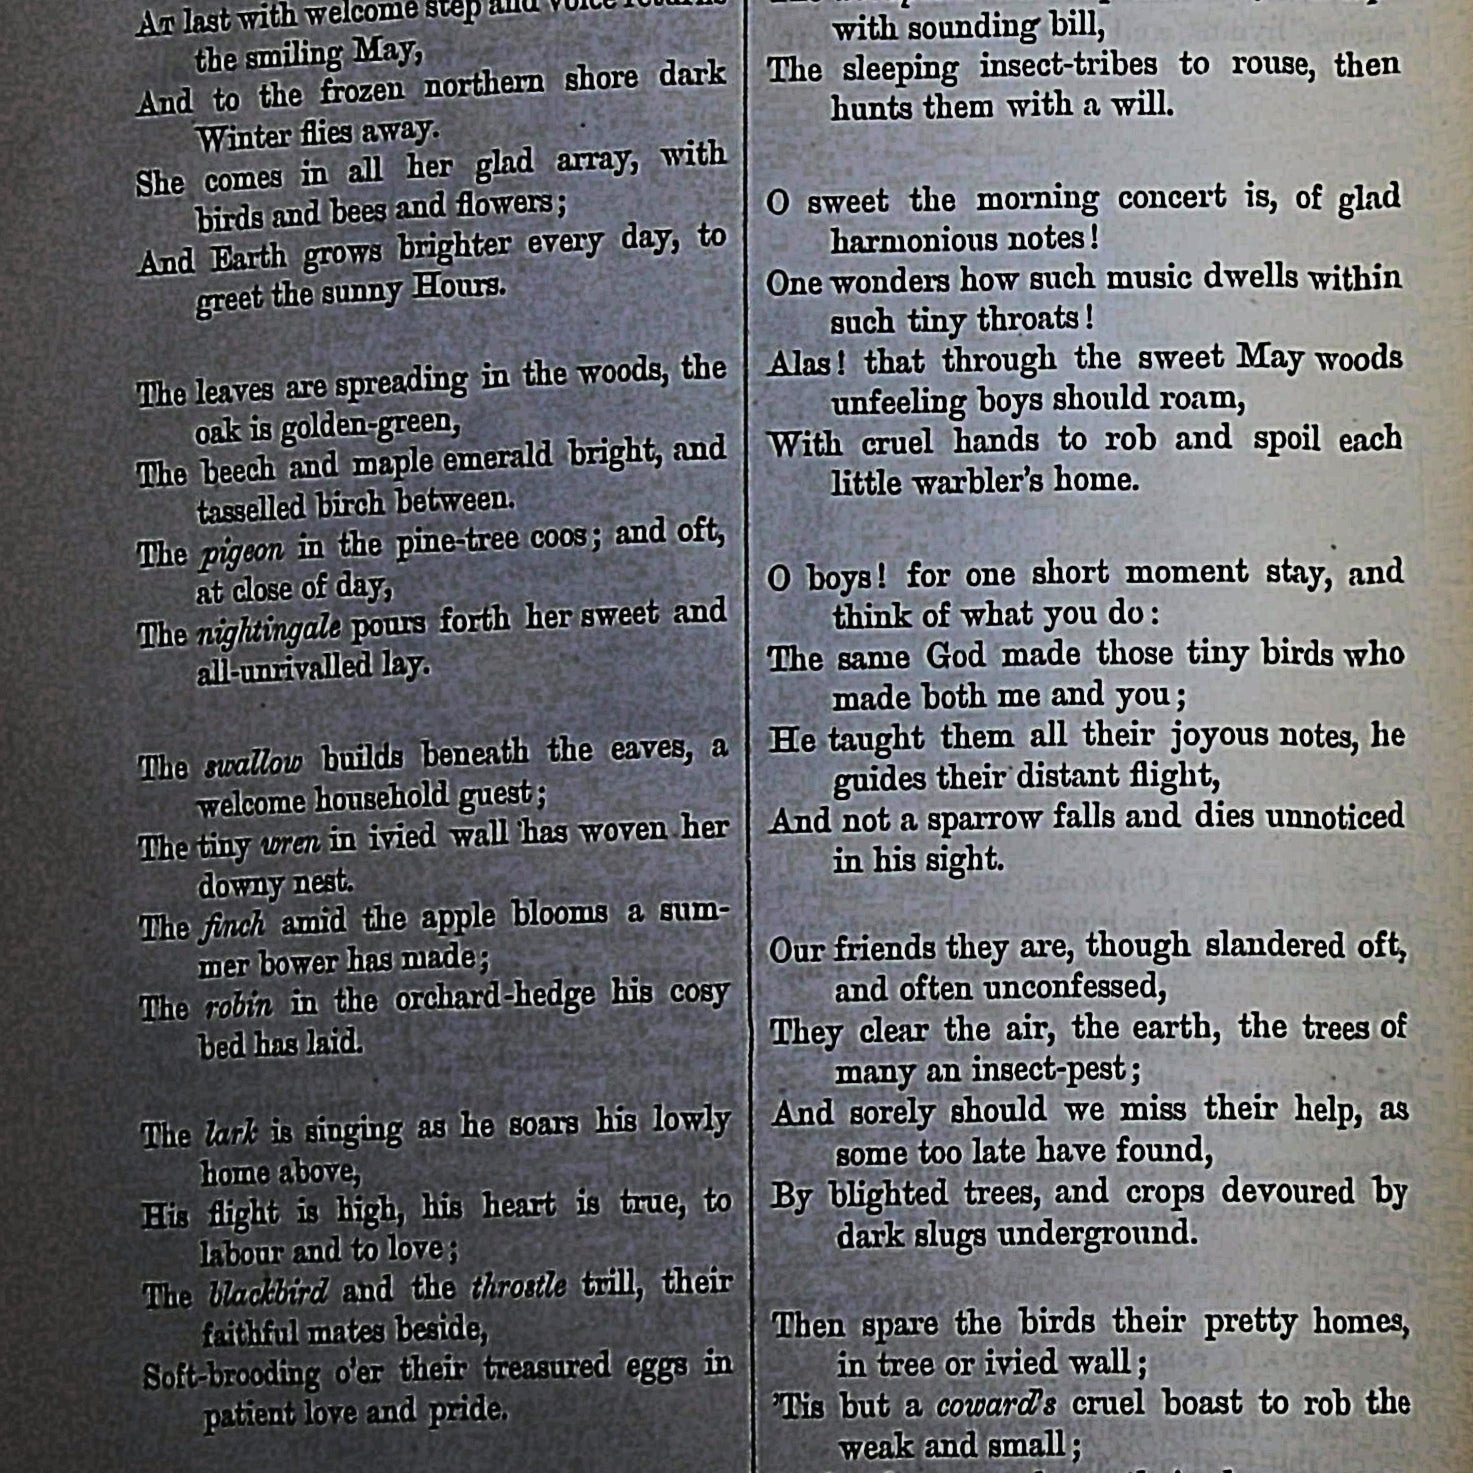 At last with welcome step and voice returns
the smiling May,
And to the frozen northern shore dark
Winter flies away.
She comes in all her glad array, with
birds and bees and flowers;
And Earth grows brighter every day, to
greet the sunny Hours.
The leaves are spreading in the woods, the
oak is golden-green,
The beech and maple emerald bright, and
tasselled birch between.
The pigeon in the pine-tree coos; and oft,
at close of day,
The nightingale pours forth her sweet and
all-unrivalled lay.
The swallow builds beneath the eaves, a
welcome household guest;
The tiny wren in ivied wall has woven her
downy nest.
The finch amid the apple blooms a sum-
mer bower has made;
The robin in the orchard-hedge his cosy
bed has laid.
The lark is singing as he soars his lowly
home above,
His flight is high, his heart is true, to
labour and to love;
The blackbird and the throstle trill, their
faithful mates beside,
Soft-brooding o'er their treasured eggs in
patient love and pride.
with sounding bill,
The sleeping insect-tribes to rouse, then
hunts them with a will.
O sweet the morning concert is, of glad
harmonious notes!
One wonders how such music dwells within
such tiny throats!
Alas! that through the sweet May woods
unfeeling boys should roam,
With cruel hands to rob and spoil each
little warbler's home.
O boys! for one short moment stay, and
think of what you do:
The same God made those tiny birds who
made both me and you;
He taught them all their joyous notes, he
guides their distant flight,
And not a sparrow falls and dies unnoticed
in his sight.
Our friends they are, though slandered oft,
and often unconfessed,
They clear the air, the earth, the trees of
many an insect-pest;
And sorely should we miss their help, as
some too late have found,
By blighted trees, and crops devoured by
dark slugs underground.
Then spare the birds their pretty homes,
in tree or ivied wall;
'Tis but a coward's cruel boast to rob the
weak and small;